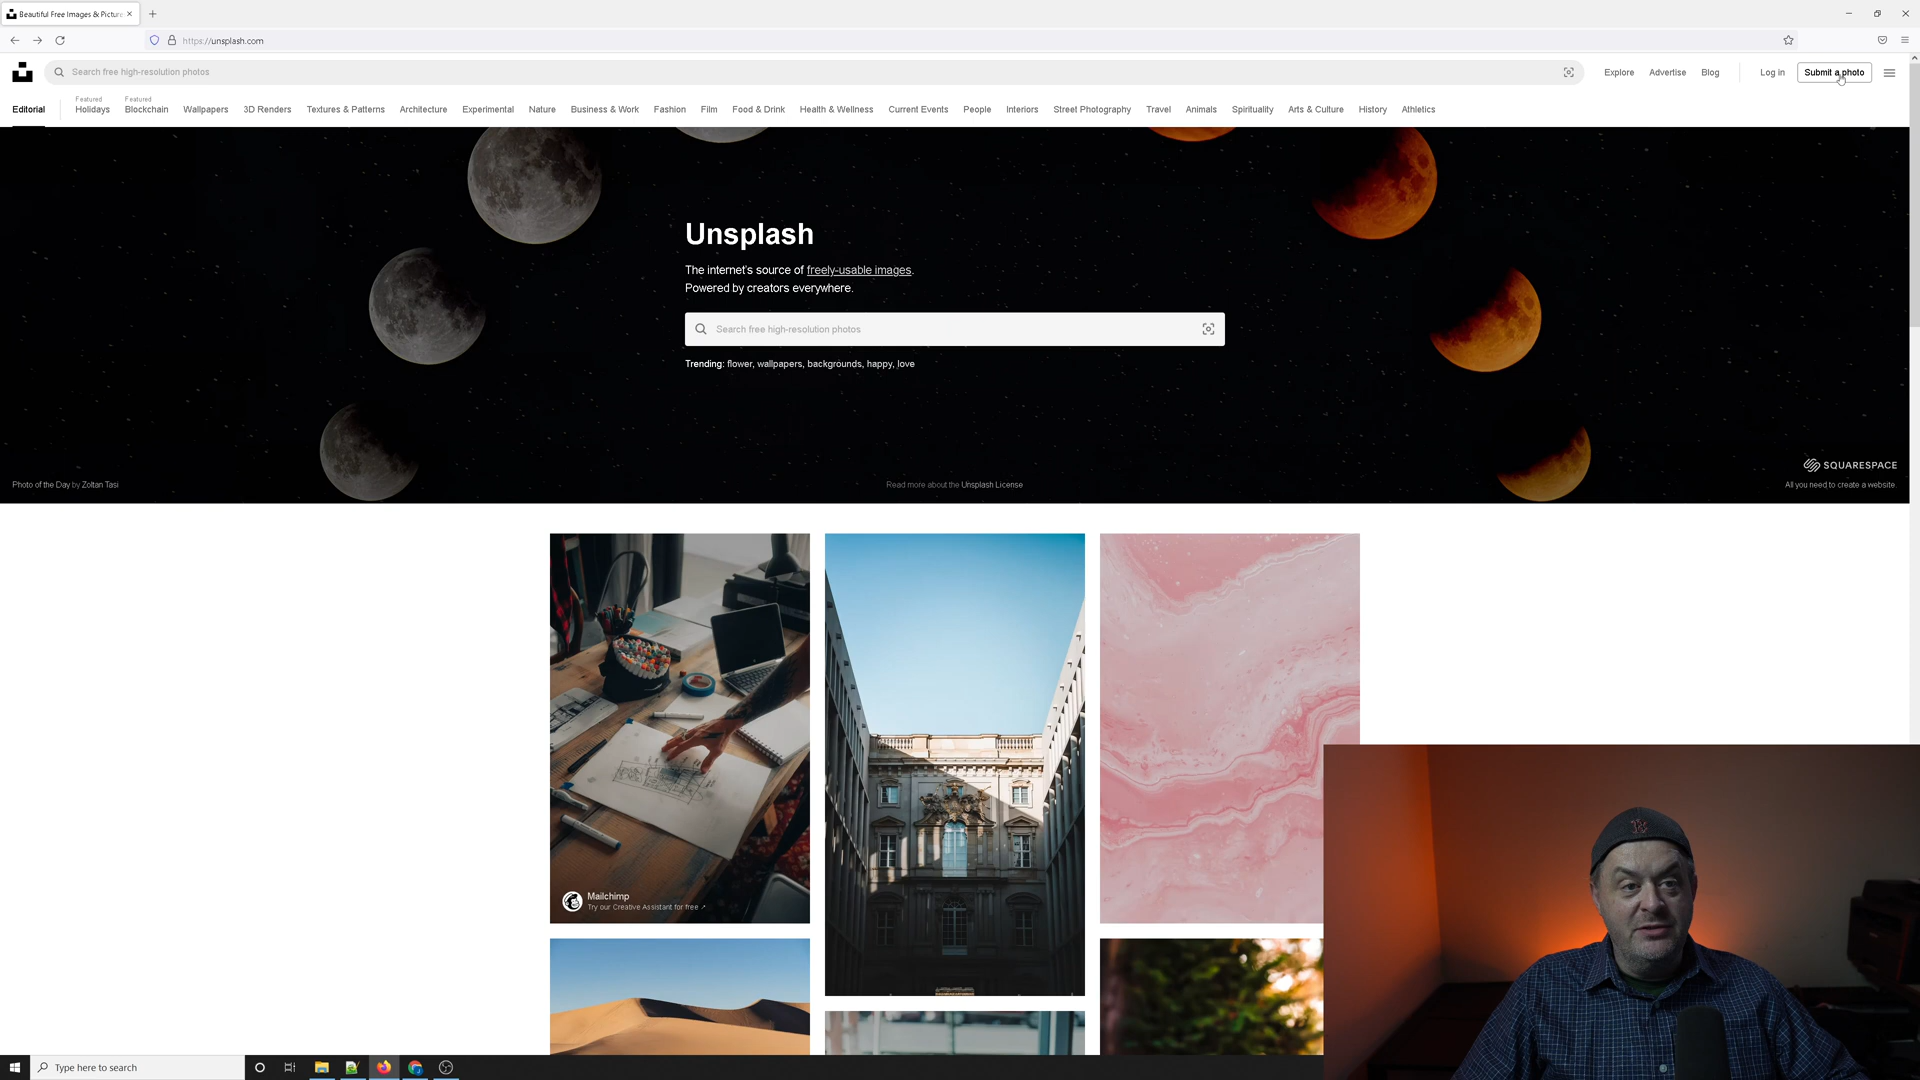 Beautiful Free Images & Picture
https://unsplash.com
Search free high-resolution photos
Explore
Advertise
Blog
Log in
Submit a photo
Editorial
Featured
Holidays
Featured
Blockchain
Wallpapers
3D Renders
Textures & Patterns
Architecture
Experimental
Nature
Business & Work
Fashion
Film
Food & Drink
Health & Wellness
Current Events
People
Interiors
Street Photography
Travel
Animals
Spirituality
Arts & Culture
History
Athletics
Unsplash
The internet's source of freely-usable images.
Powered by creators everywhere.
Search free high-resolution photos
Trending: flower, wallpapers, backgrounds, happy, love
SQUARESPACE
Photo of the Day by Zoltan Tasi
Read more about the Unsplash License
All you need to create a website.
Mailchimp
Try our Creative Assistant for free ↗
Type here to search